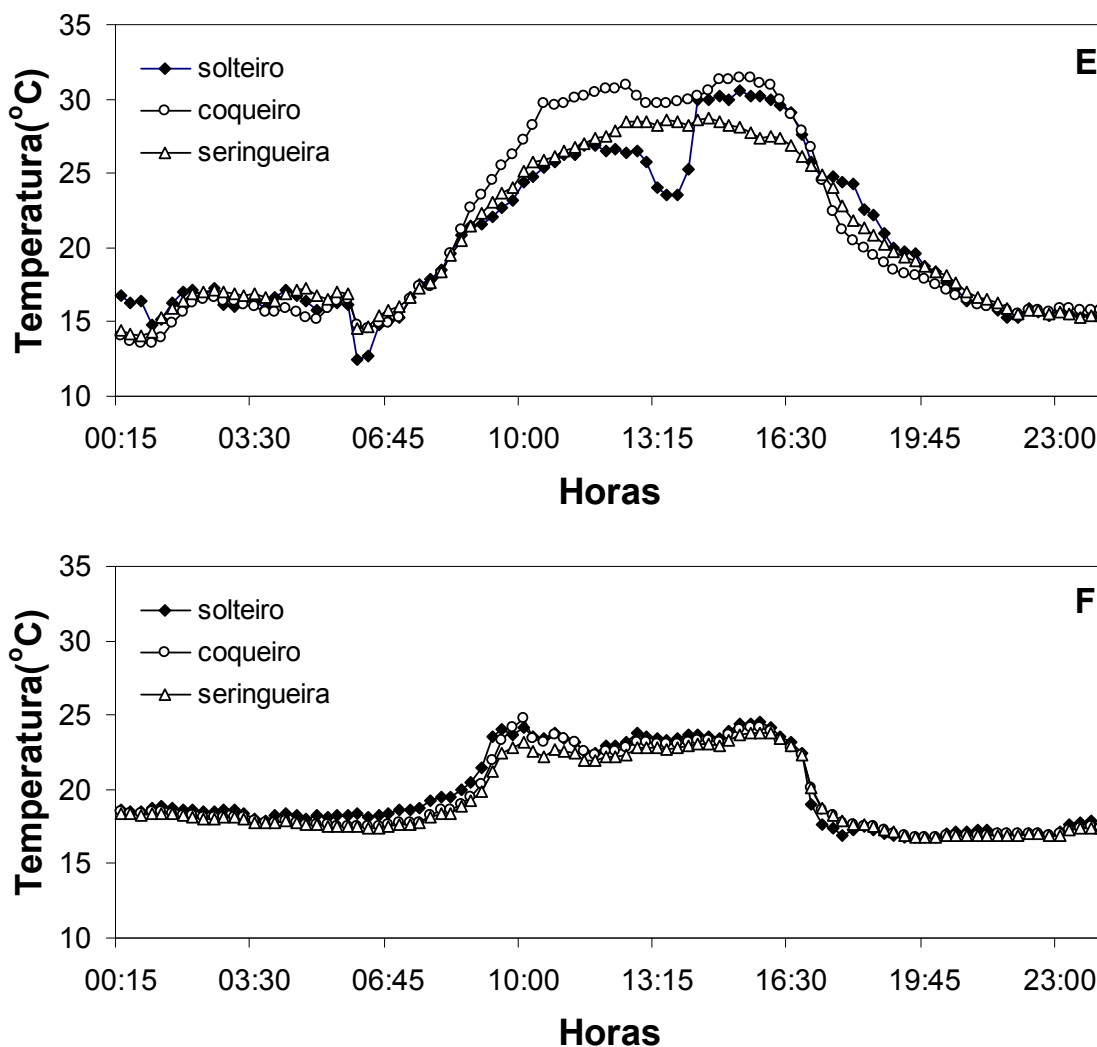 35
30
25
20
15
10
Temperatura(°C)
solteiro
coqueiro
seringueira
E
00:15 03:30 06:45 10:00 13:15 16:30 19:45 23:00
Horas
35
30
25
20
15
10
Temperatura(°C)
solteiro
coqueiro
seringueira
F
00:15 03:30 06:45 10:00 13:15 16:30 19:45 23:00
Horas